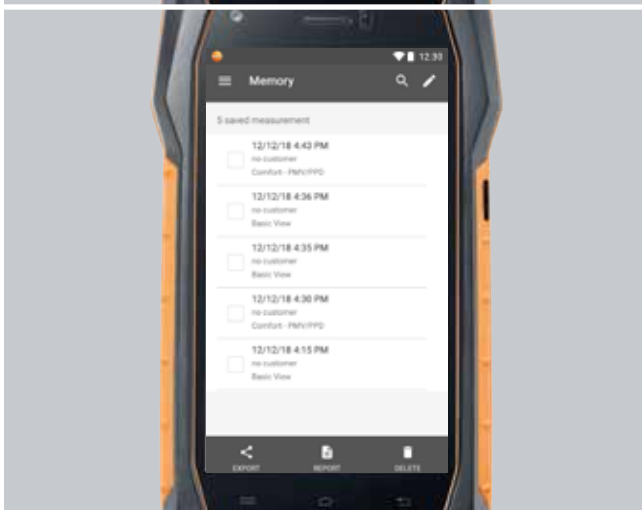 12:30
Memory
5 saved measurement
12/12/18 4:43 PM
no customer
Comfort - PMV/PPD
12/12/18 4:36 PM
no customer
Basic View
12/12/18 4:35 PM
no customer
Basic View
12/12/18 4:30 PM
no customer
Comfort - PMV/PPD
12/12/18 4:15 PM
no customer
Basic View
EXPORT REPORT DELETE